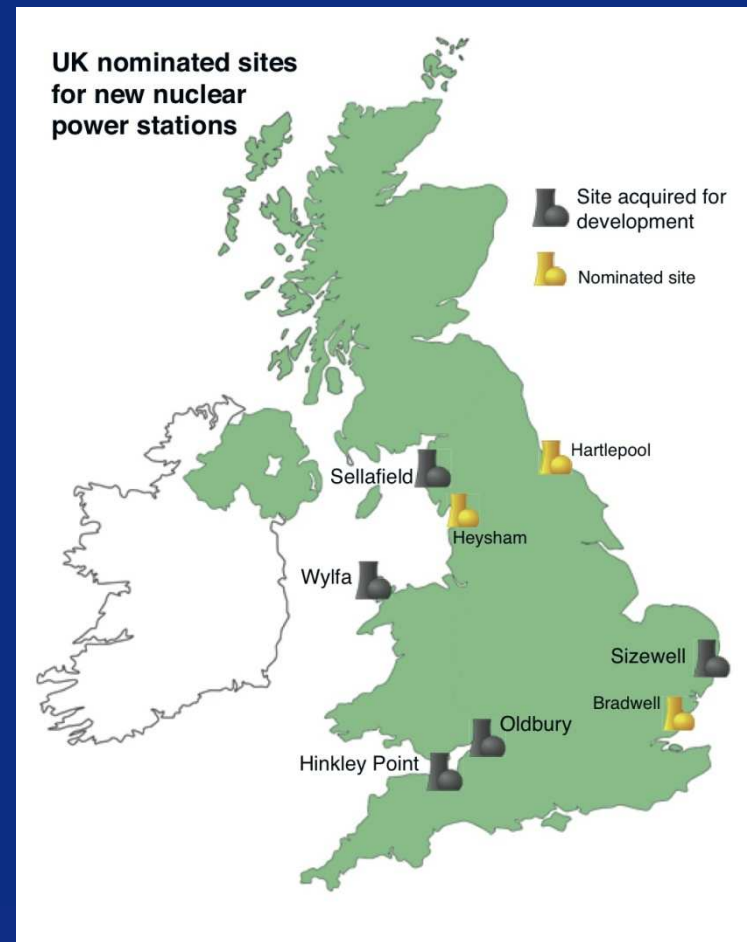 UK nominated sites
for new nuclear
power stations
Site acquired for
development
Nominated site
Hartlepool
Sellafield
Heysham
Wylfa
Sizewell
Bradwell
Oldbury
Hinkley Point